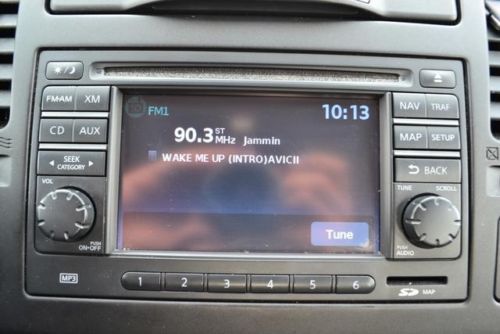 FM1
10:13
90.3 ST MHz Jammin
WAKE ME UP (INTRO)AVICII
Tune
FM•AM XM
CD AUX
SEEK
CATEGORY
VOL
PUSH
ON•OFF
MP3
NAV TRAF
MAP SETUP
BACK
TUNE SCROLL
PUSH
AUDIO
1 2 3 4 5 6
SD MAP